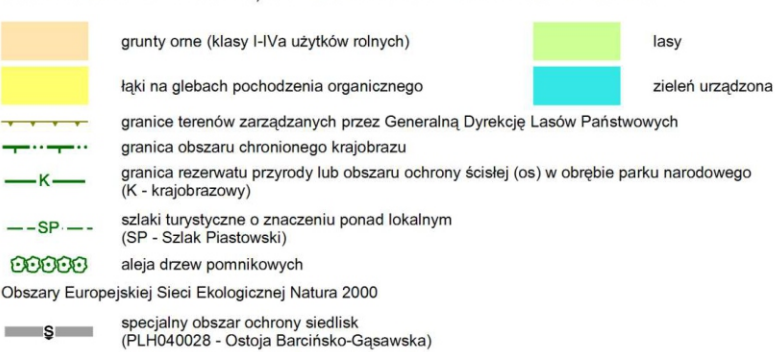 grunty orne (klasy I-IVa użytków rolnych)
lasy
łąki na glebach pochodzenia organicznego
zieleń urządzona
granice terenów zarządzanych przez Generalną Dyrekcję Lasów Państwowych
granica obszaru chronionego krajobrazu
K
granica rezerwatu przyrody lub obszaru ochrony ścisłej (os) w obrębie parku narodowego
(K - krajobrazowy)
SP
szlaki turystyczne o znaczeniu ponad lokalnym
(SP - Szlak Piastowski)
aleja drzew pomnikowych
Obszary Europejskiej Sieci Ekologicznej Natura 2000
S
specjalny obszar ochrony siedlisk
(PLH040028 - Ostoja Barcińsko-Gąsawska)